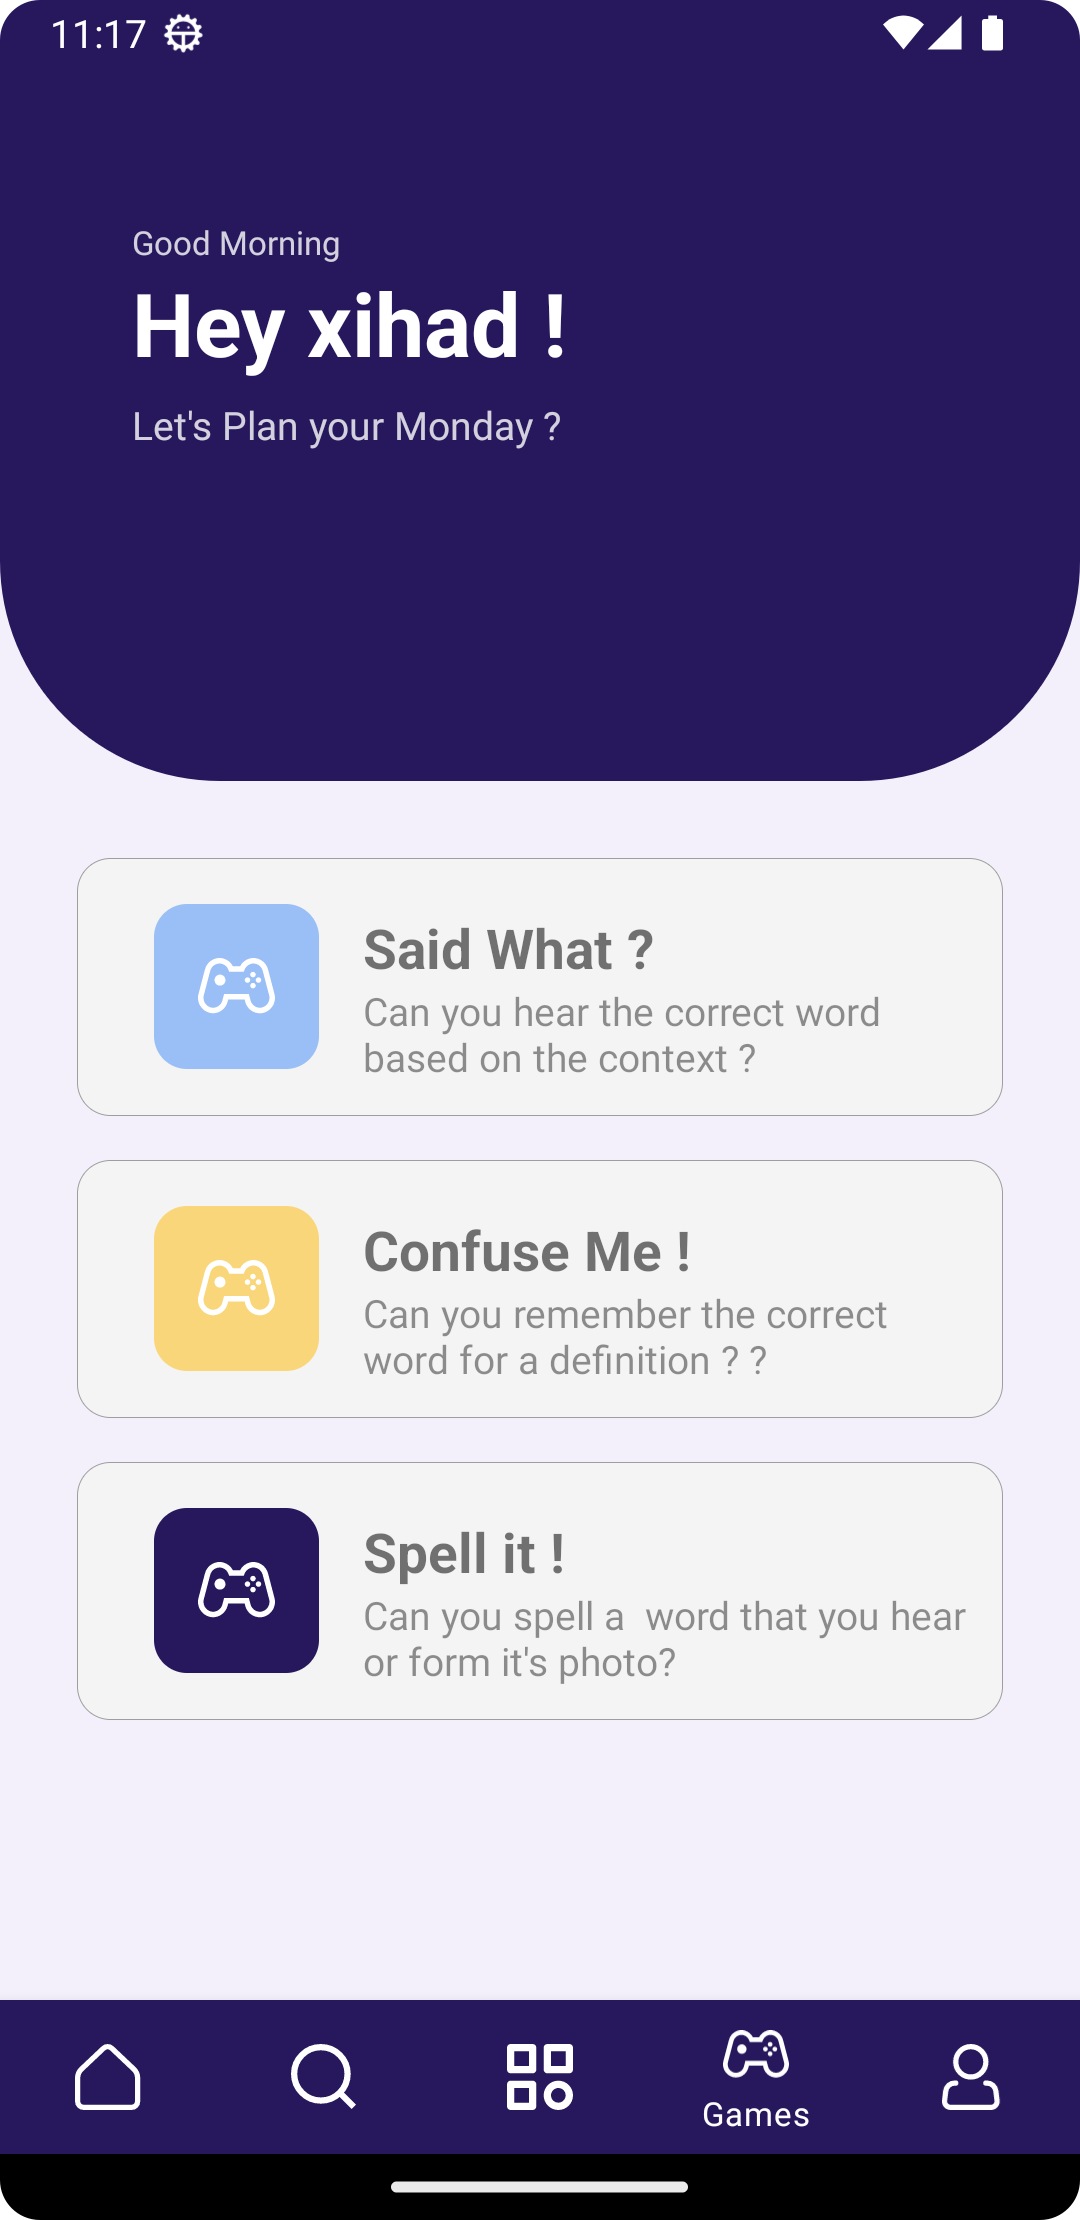 11:17
Good Morning
Hey xihad !
Let's Plan your Monday ?
Said What ?
Can you hear the correct word
based on the context ?
Confuse Me !
Can you remember the correct
word for a definition ? ?
Spell it !
Can you spell a  word that you hear
or form it's photo?
Games